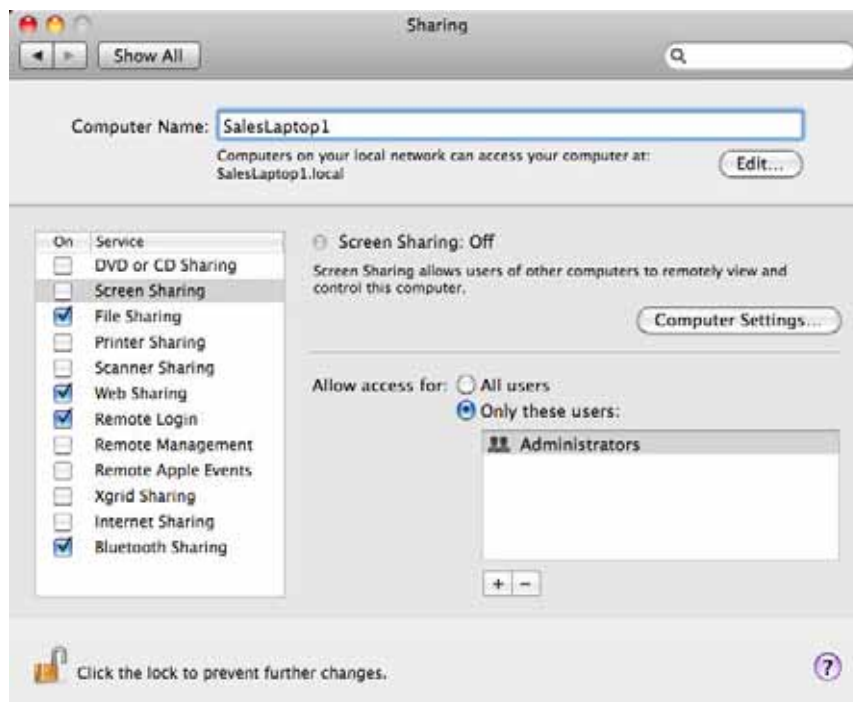 Sharing
Show All
Computer Name: SalesLaptop1
Computers on your local network can access your computer at:
SalesLaptop1.local
Edit...
On Service
DVD or CD Sharing
Screen Sharing
File Sharing
Printer Sharing
Scanner Sharing
Web Sharing
Remote Login
Remote Management
Remote Apple Events
Xgrid Sharing
Internet Sharing
Bluetooth Sharing
Screen Sharing: Off
Screen Sharing allows users of other computers to remotely view and
control this computer.
Computer Settings...
Allow access for: All users
Only these users:
Administrators
+ −
Click the lock to prevent further changes.
?